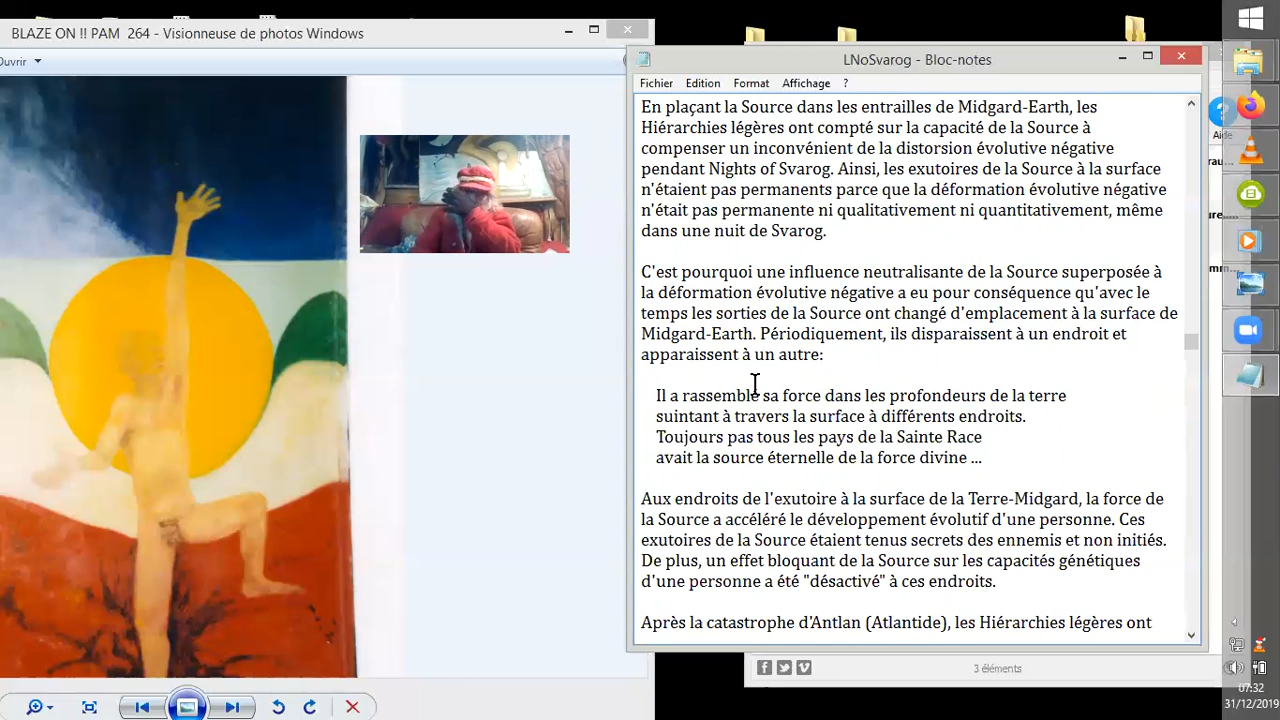 BLAZE ON !! PAM 264 - Visionneuse de photos Windows
Ouvrir
LNoSvarog - Bloc-notes
Fichier Edition Format Affichage ?
En plaçant la Source dans les entrailles de Midgard-Earth, les
Hiérarchies légères ont compté sur la capacité de la Source à
compenser un inconvénient de la distorsion évolutive négative
pendant Nights of Svarog. Ainsi, les exutoires de la Source à la surface
n'étaient pas permanents parce que la déformation évolutive négative
n'était pas permanente ni qualitativement ni quantitativement, même
dans une nuit de Svarog.
C'est pourquoi une influence neutralisante de la Source superposée à
la déformation évolutive négative a eu pour conséquence qu'avec le
temps les sorties de la Source ont changé d'emplacement à la surface de
Midgard-Earth. Périodiquement, ils disparaissent à un endroit et
apparaissent à un autre:
Il a rassemblé sa force dans les profondeurs de la terre
suintant à travers la surface à différents endroits.
Toujours pas tous les pays de la Sainte Race
avait la source éternelle de la force divine ...
Aux endroits de l'exutoire à la surface de la Terre-Midgard, la force de
la Source a accéléré le développement évolutif d'une personne. Ces
exutoires de la Source étaient tenus secrets des ennemis et non initiés.
De plus, un effet bloquant de la Source sur les capacités génétiques
d'une personne a été "désactivé" à ces endroits.
Après la catastrophe d'Antlan (Atlantide), les Hiérarchies légères ont
3 éléments
Aide
rau...
ure...
mm...
07:32
31/12/2019